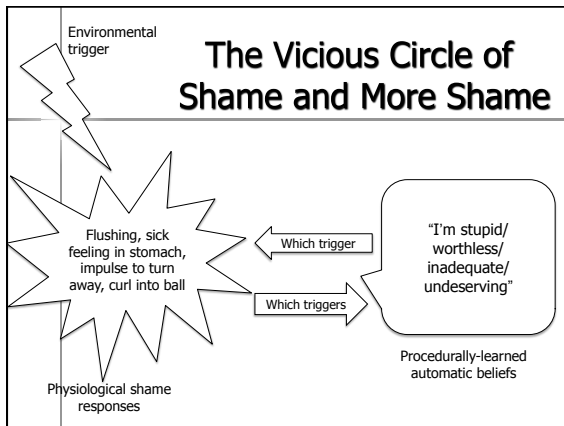 Environmental
trigger
The Vicious Circle of
Shame and More Shame
Flushing, sick
feeling in stomach,
impulse to turn
away, curl into ball
Which trigger
Which triggers
“I’m stupid/
worthless/
inadequate/
undeserving”
Physiological shame
responses
Procedurally-learned
automatic beliefs